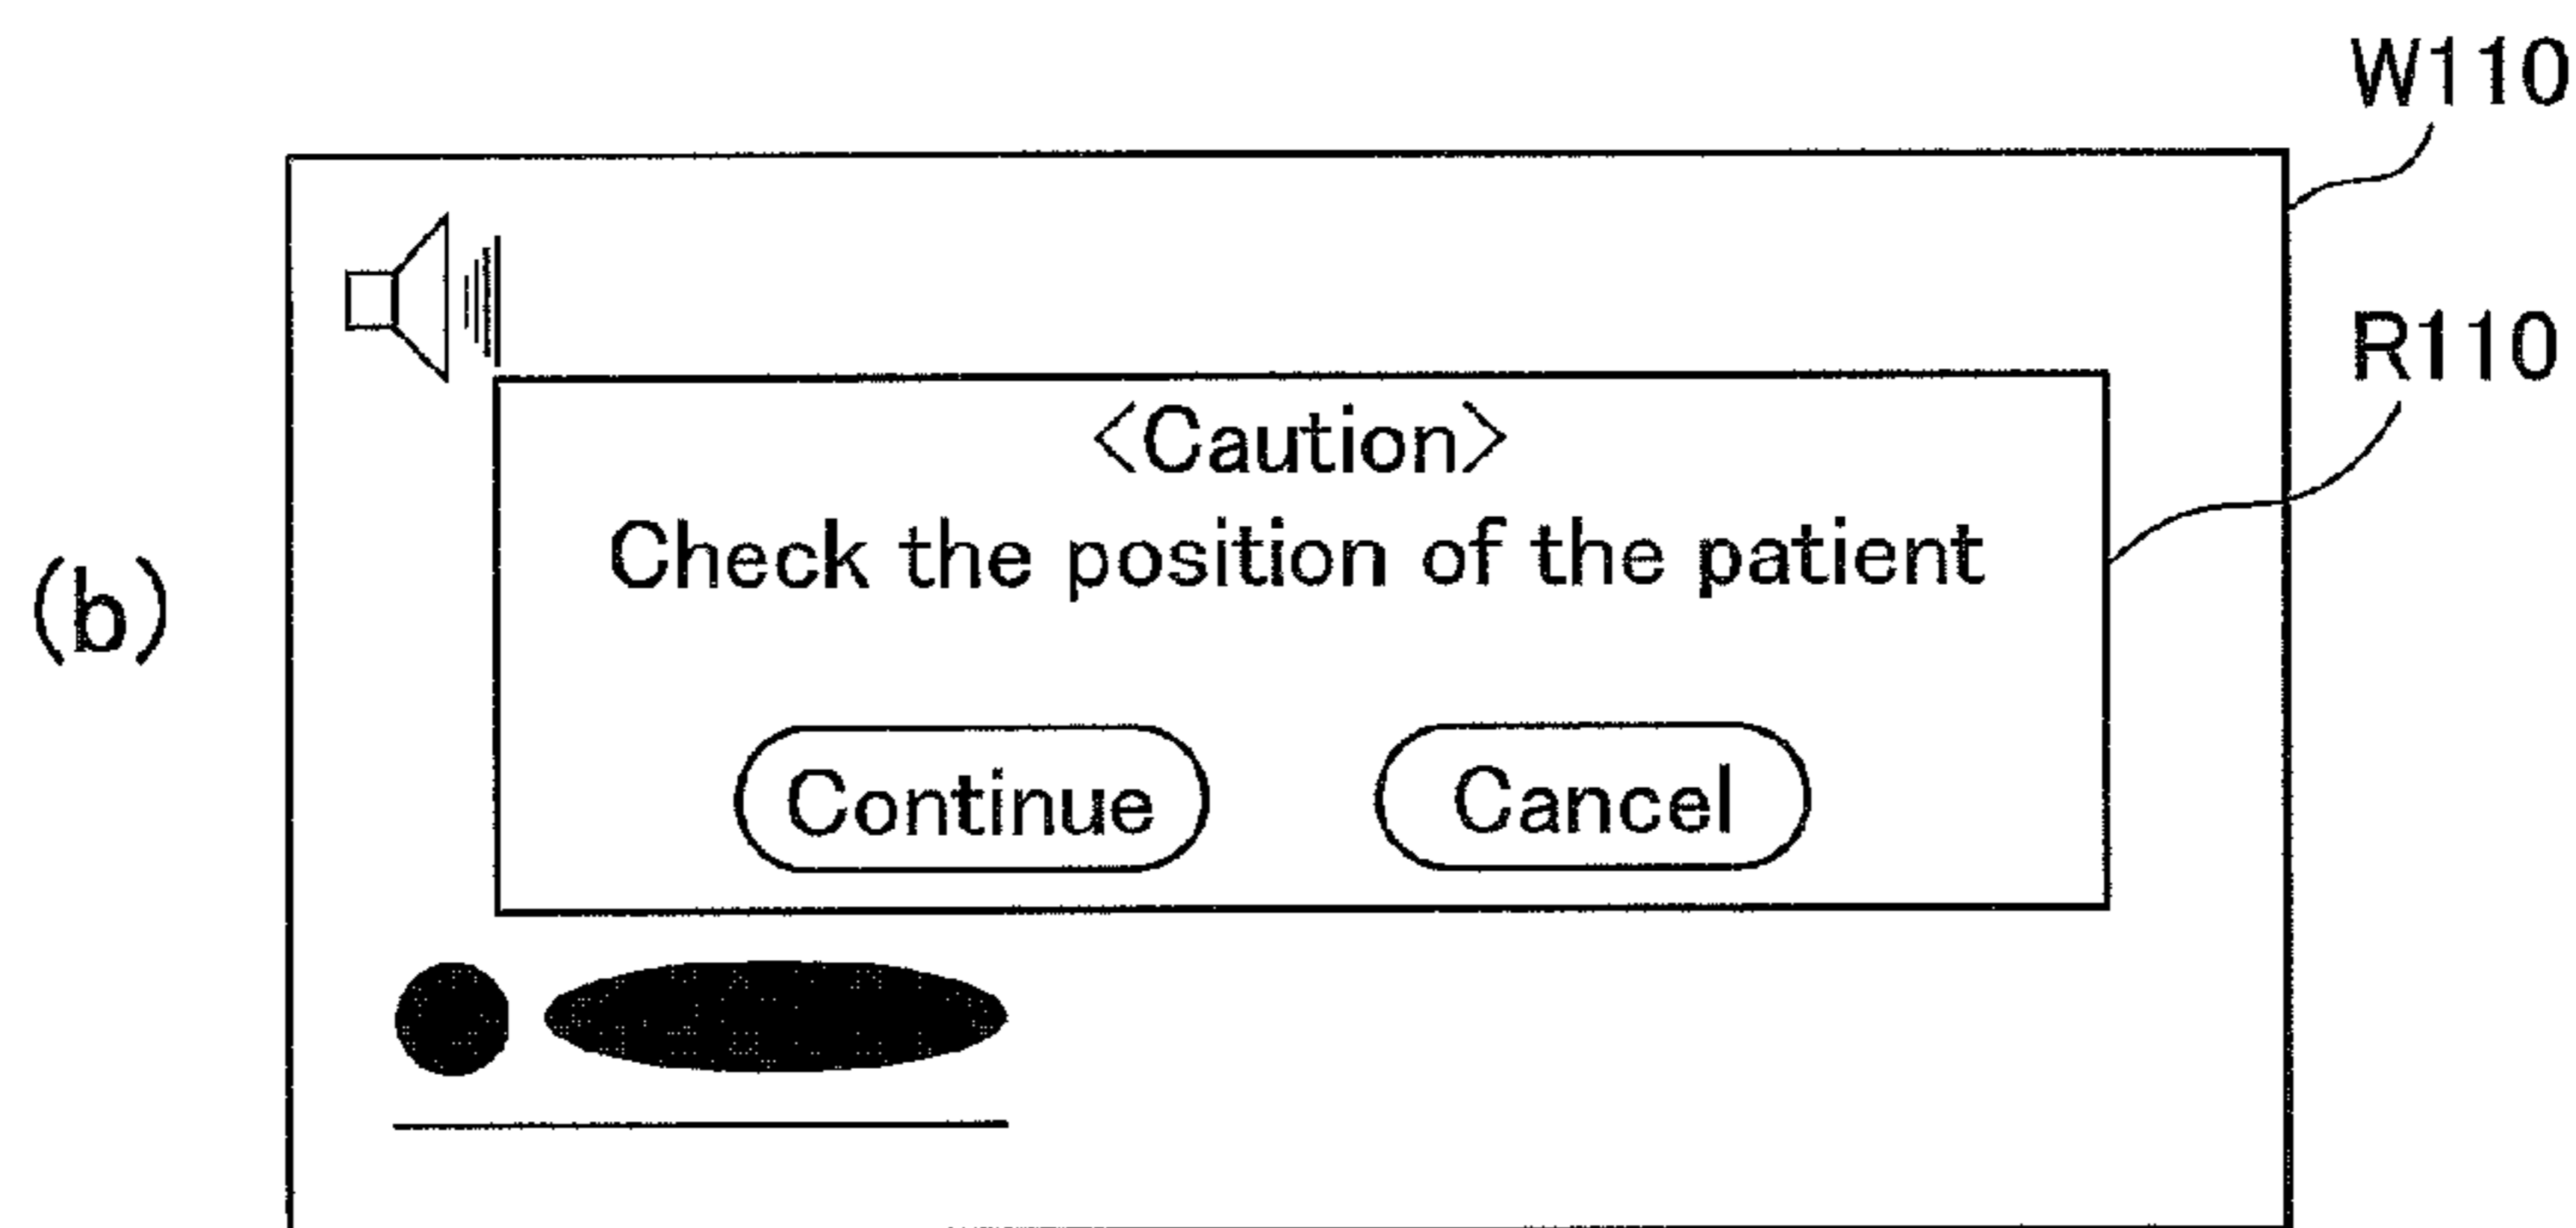 W110
R110
<Caution>
Check the position of the patient
(b)
Continue Cancel